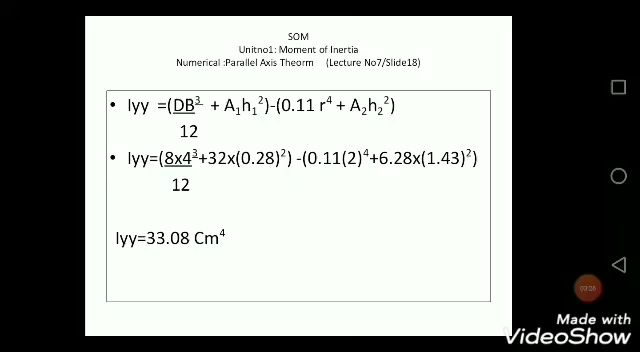 SOM
Unitno1: Moment of Inertia
Numerical :Parallel Axis Theorm (Lecture No7/Slide18)
• Iyy =(DB³ + A₁h₁²)-(0.11 r⁴ + A₂h₂²)
12
• Iyy=(8x4³+32x(0.28)²) -(0.11(2)⁴+6.28x(1.43)²)
12
Iyy=33.08 Cm⁴
03:26
Made with
VideoShow